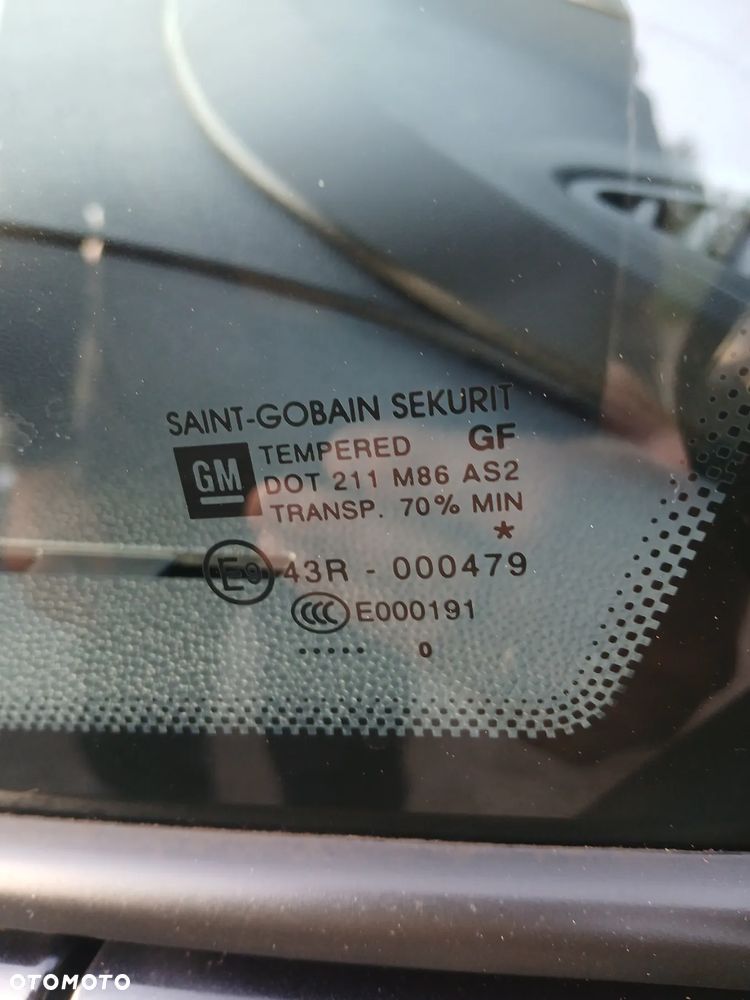 SAINT-GOBAIN SEKURIT
GM TEMPERED GF
DOT 211 M86 AS2
TRANSP. 70% MIN
*
E9 43R - 000479
CCC E000191
..... 0
OTOMOTO